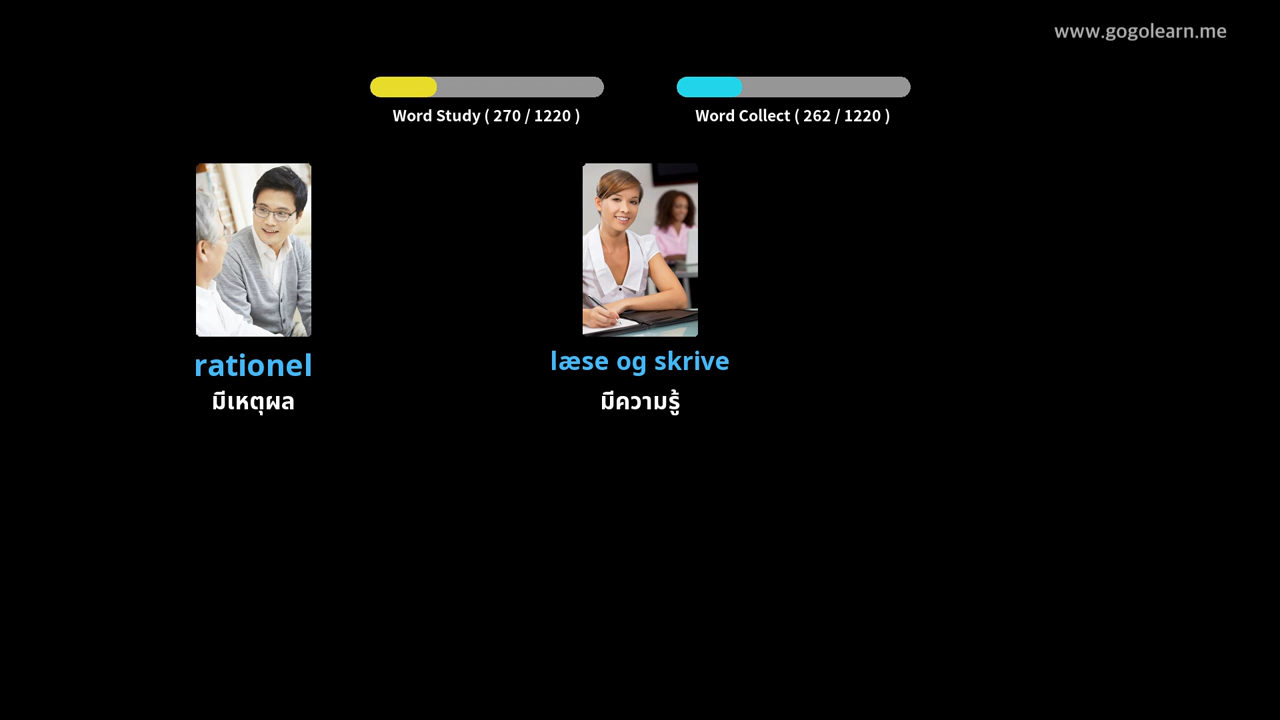 www.gogolearn.me
Word Study ( 270 / 1220 )
Word Collect ( 262 / 1220 )
rationel
มีเหตุผล
læse og skrive
มีความรู้